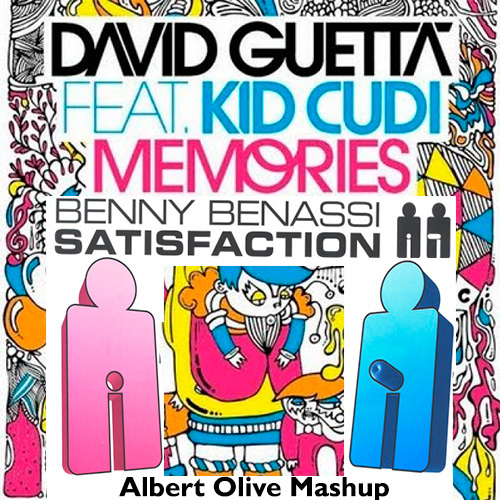 DAVID GUETTA
FEAT. KID CUDI
MEMORIES
BENNY BENASSI
SATISFACTION
Albert Olive Mashup